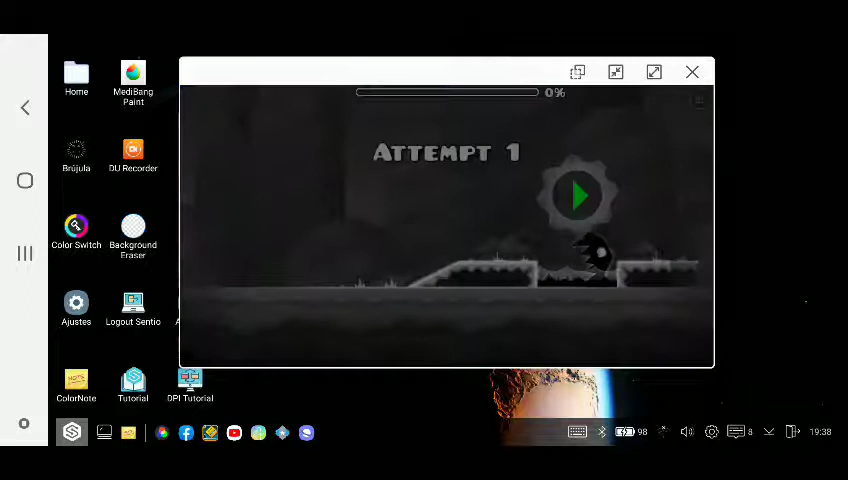 0%
ATTEMPT 1
Home
MediBang
Paint
Brújula
DU Recorder
Color Switch
Background
Eraser
Ajustes
Logout Sentio
ColorNote
Tutorial
DPI Tutorial
NOTE
98
8
19:38